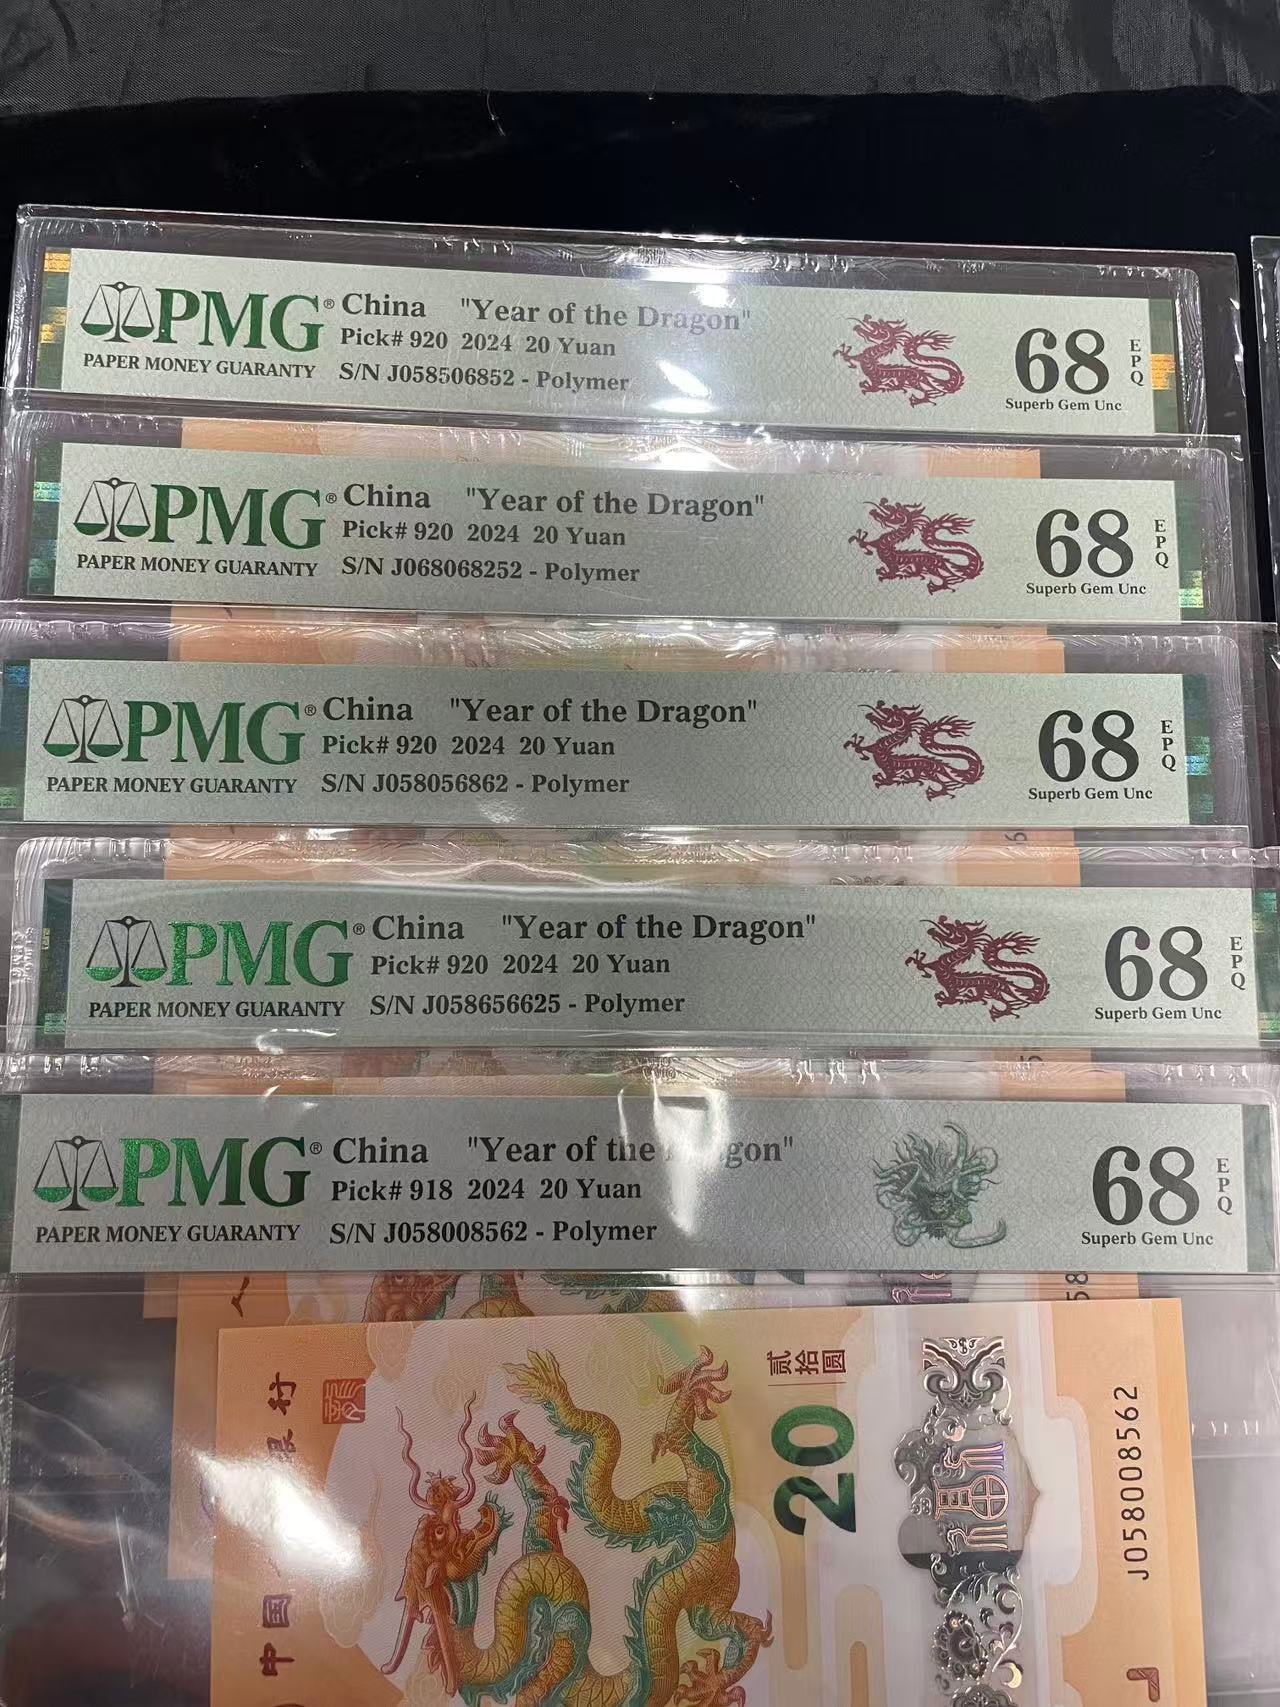 PMG® China "Year of the Dragon"
Pick# 920 2024 20 Yuan
PAPER MONEY GUARANTY
S/N J058506852 - Polymer
68 EPQ
Superb Gem Unc
PMG® China "Year of the Dragon"
Pick# 920 2024 20 Yuan
PAPER MONEY GUARANTY
S/N J068068252 - Polymer
68 EPQ
Superb Gem Unc
PMG® China "Year of the Dragon"
Pick# 920 2024 20 Yuan
PAPER MONEY GUARANTY
S/N J058056862 - Polymer
68 EPQ
Superb Gem Unc
PMG® China "Year of the Dragon"
Pick# 920 2024 20 Yuan
PAPER MONEY GUARANTY
S/N J058656625 - Polymer
68 EPQ
Superb Gem Unc
PMG® China "Year of the gon"
Pick# 918 2024 20 Yuan
PAPER MONEY GUARANTY
S/N J058008562 - Polymer
68 EPQ
Superb Gem Unc
中国 银行
贰拾圆
20
J058008562